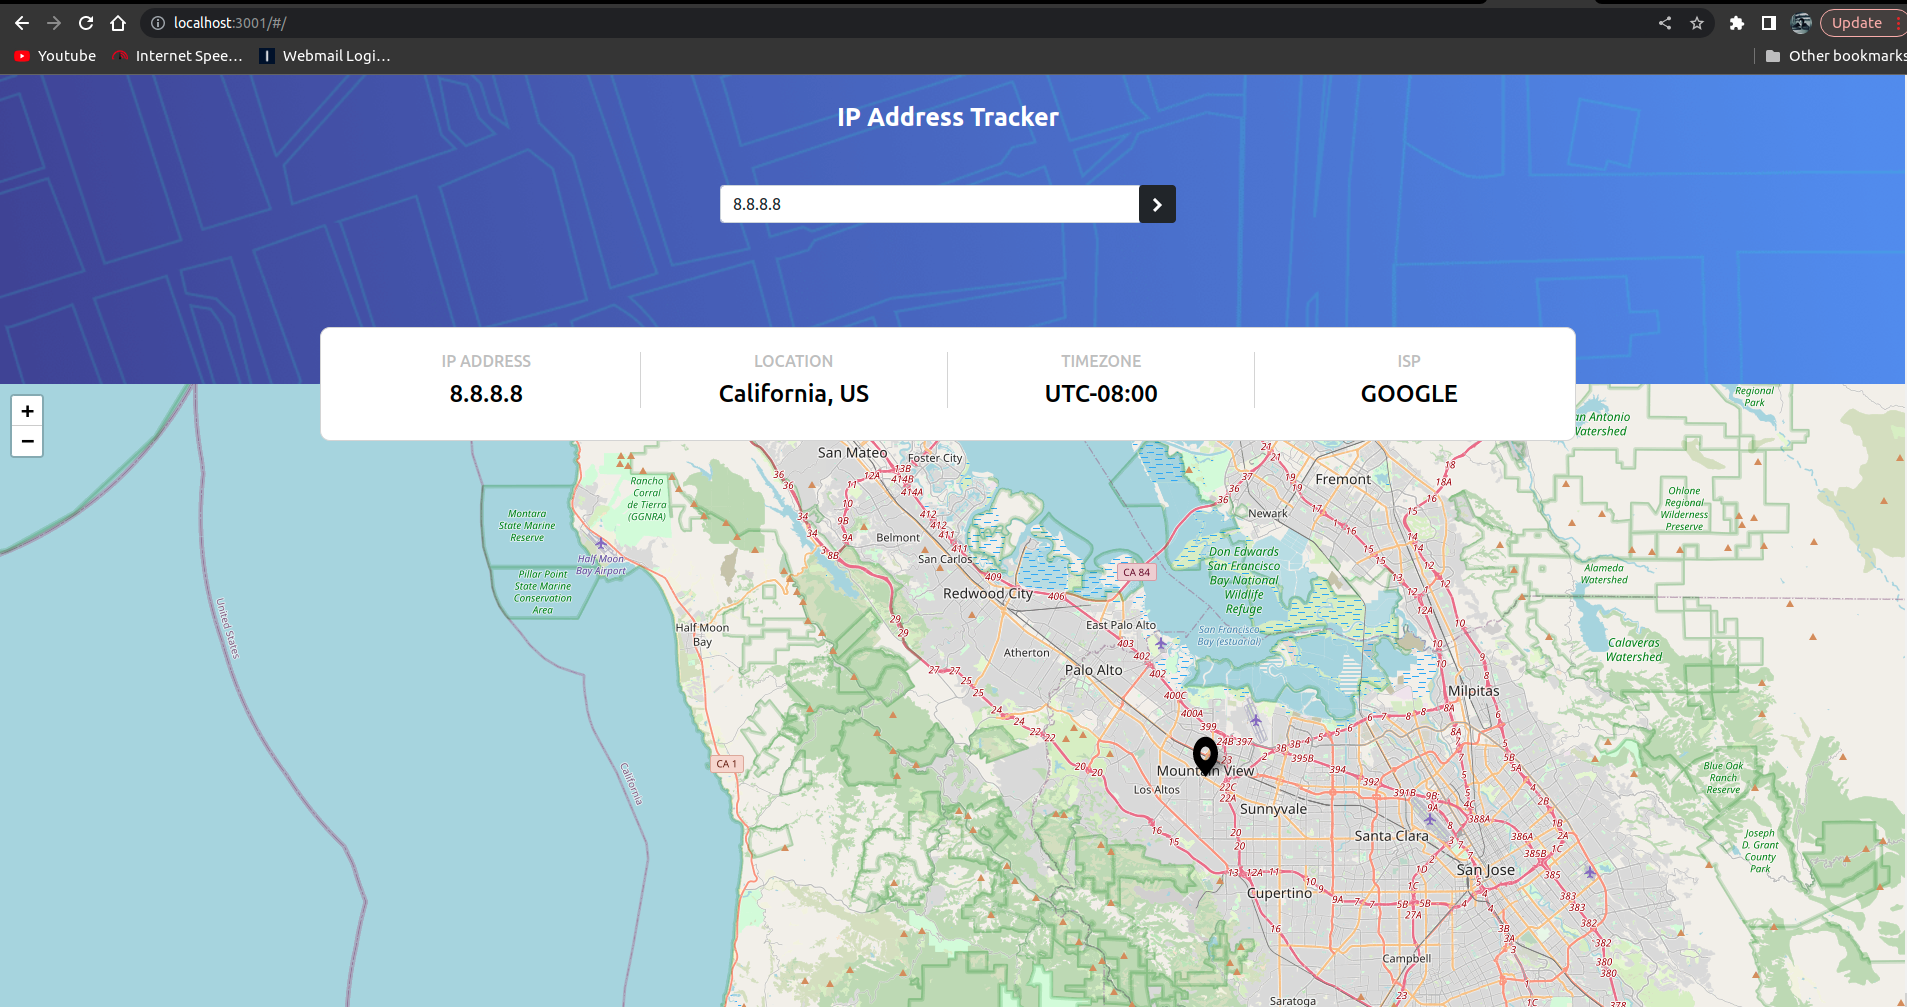 localhost:3001/#/
Update
Youtube
Internet Spee...
Webmail Logi...
Other bookmarks
IP Address Tracker
8.8.8.8
IP ADDRESS
8.8.8.8
LOCATION
California, US
TIMEZONE
UTC-08:00
ISP
GOOGLE
+
−
Regional
Park
Watershed
San Mateo
Foster City
Rancho
Corral
de Tierra
(GGNRA)
Montara
State Marine
Reserve
Half Moon
Bay Airport
Pillar Point
State Marine
Conservation
Area
Half Moon
Bay
United States
California
CA 1
Belmont
San Carlos
Redwood City
CA 84
East Palo Alto
Atherton
Palo Alto
Don Edwards
San Francisco
Bay National
Wildlife
Refuge
San Francisco
Bay (estuarial)
Fremont
Newark
Ohlone
Regional
Wilderness
Preserve
Alameda
Watershed
Calaveras
Watershed
Milpitas
Mountain View
Los Altos
Sunnyvale
Santa Clara
San Jose
Cupertino
Campbell
Saratoga
Blue Oak
Ranch
Reserve
Joseph
D. Grant
County
Park